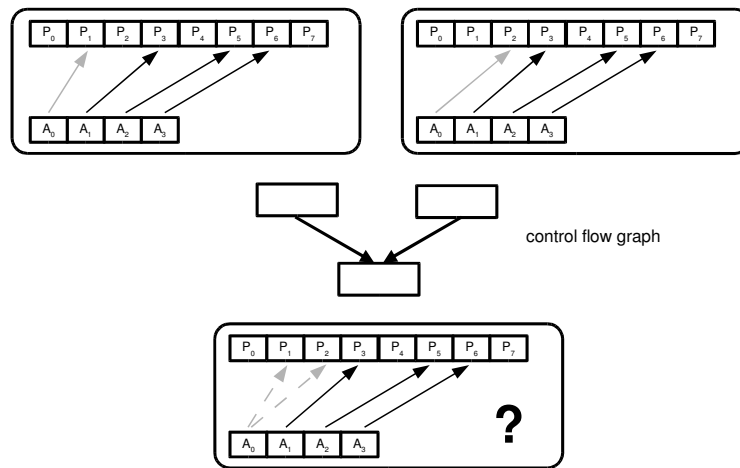 P0 P1 P2 P3 P4 P5 P6 P7
A0 A1 A2 A3
P0 P1 P2 P3 P4 P5 P6 P7
A0 A1 A2 A3
control flow graph
P0 P1 P2 P3 P4 P5 P6 P7
A0 A1 A2 A3
?